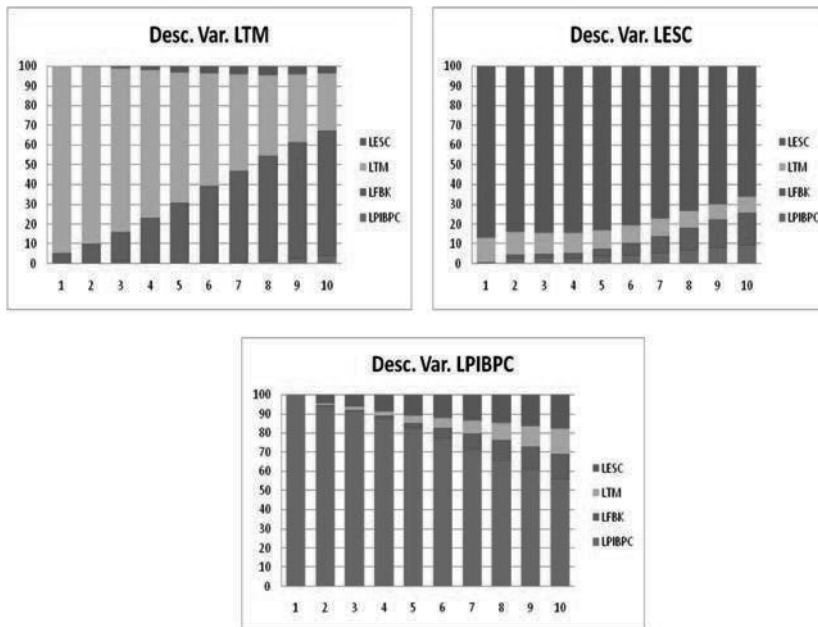 Desc. Var. LTM
100
90
80
70
60
50
40
30
20
10
0
1 2 3 4 5 6 7 8 9 10
LESC
LTM
LFBK
LPIBPC
Desc. Var. LESC
100
90
80
70
60
50
40
30
20
10
0
1 2 3 4 5 6 7 8 9 10
LESC
LTM
LFBK
LPIBPC
Desc. Var. LPIBPC
100
90
80
70
60
50
40
30
20
10
0
1 2 3 4 5 6 7 8 9 10
LESC
LTM
LFBK
LPIBPC